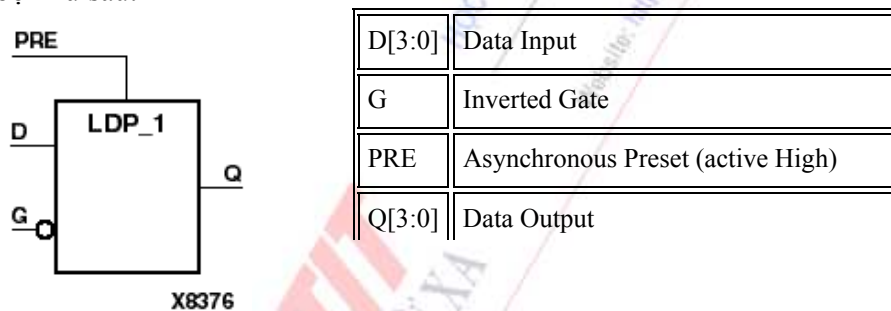 PRE
D
LDP_1
Q
G
X8376
D[3:0] Data Input
G Inverted Gate
PRE Asynchronous Preset (active High)
Q[3:0] Data Output